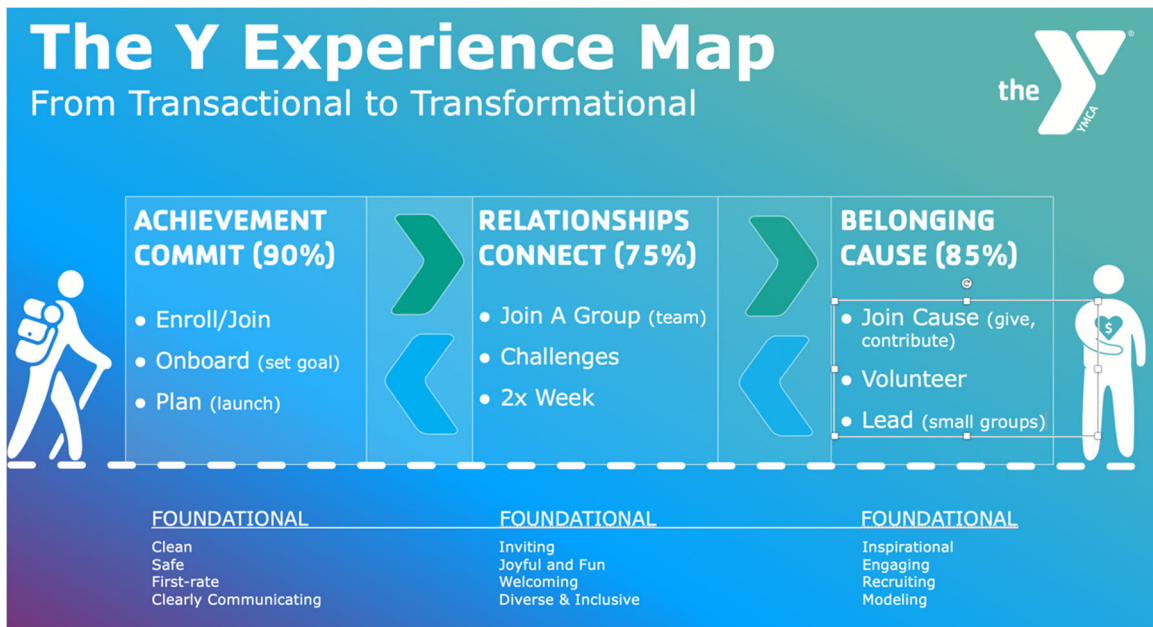 The Y Experience Map
From Transactional to Transformational
the
YMCA
®
ACHIEVEMENT
COMMIT (90%)
• Enroll/Join
• Onboard (set goal)
• Plan (launch)
RELATIONSHIPS
CONNECT (75%)
• Join A Group (team)
• Challenges
• 2x Week
BELONGING
CAUSE (85%)
• Join Cause (give,
contribute)
• Volunteer
• Lead (small groups)
$
FOUNDATIONAL
Clean
Safe
First-rate
Clearly Communicating
FOUNDATIONAL
Inviting
Joyful and Fun
Welcoming
Diverse & Inclusive
FOUNDATIONAL
Inspirational
Engaging
Recruiting
Modeling